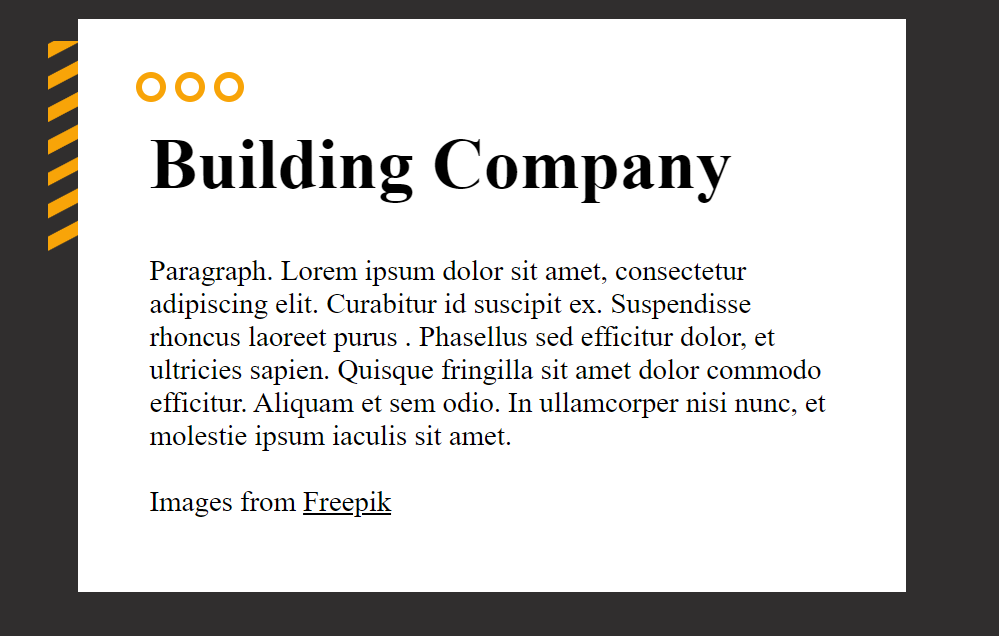 Building Company
Paragraph. Lorem ipsum dolor sit amet, consectetur
adipiscing elit. Curabitur id suscipit ex. Suspendisse
rhoncus laoreet purus . Phasellus sed efficitur dolor, et
ultricies sapien. Quisque fringilla sit amet dolor commodo
efficitur. Aliquam et sem odio. In ullamcorper nisi nunc, et
molestie ipsum iaculis sit amet.
Images from Freepik